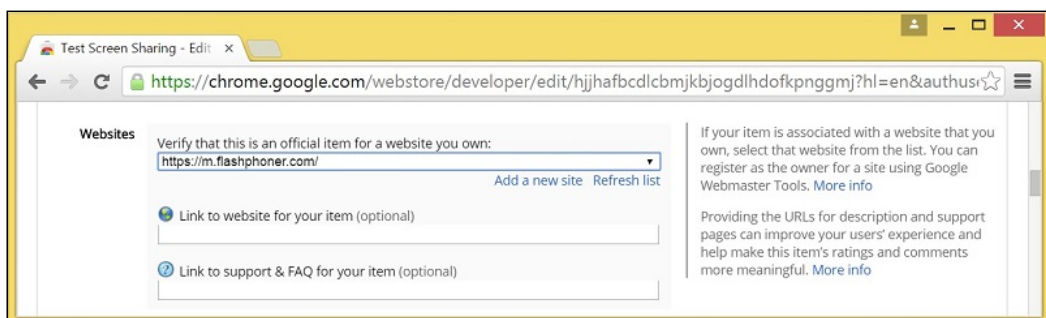 Test Screen Sharing - Edit
https://chrome.google.com/webstore/developer/edit/hjjhafbcdlcbmjkbjogdlhdofkpnggmj?hl=en&authus
Websites
Verify that this is an official item for a website you own:
https://m.flashphoner.com/
Add a new site Refresh list
Link to website for your item (optional)
Link to support & FAQ for your item (optional)
If your item is associated with a website that you
own, select that website from the list. You can
register as the owner for a site using Google
Webmaster Tools. More info
Providing the URLs for description and support
pages can improve your users' experience and
help make this item's ratings and comments
more meaningful. More info